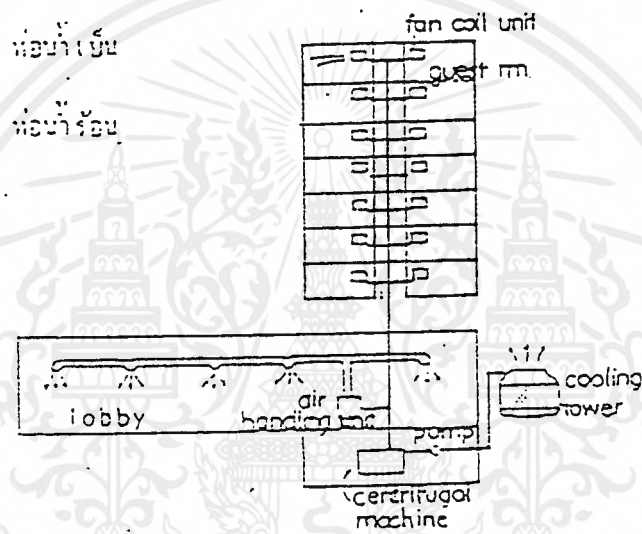 fan coil unit
ท่อน้ำเย็น
guest rm.
ท่อน้ำร้อน
cooling
tower
air
handling unit
lobby
pump
centrifugal
machine